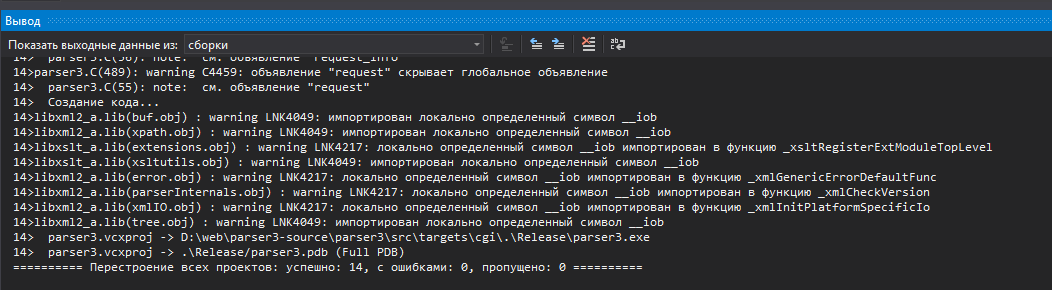 Вывод
Показать выходные данные из: сборки
14>  parser3.C(56): note:  см. объявление "request_info"
14>parser3.C(489): warning C4459: объявление "request" скрывает глобальное объявление
14>  parser3.C(55): note:  см. объявление "request"
14>  Создание кода...
14>libxml2_a.lib(buf.obj) : warning LNK4049: импортирован локально определенный символ __iob
14>libxml2_a.lib(xpath.obj) : warning LNK4049: импортирован локально определенный символ __iob
14>libxslt_a.lib(extensions.obj) : warning LNK4217: локально определенный символ __iob импортирован в функцию _xsltRegisterExtModuleTopLevel
14>libxslt_a.lib(xsltutils.obj) : warning LNK4049: импортирован локально определенный символ __iob
14>libxml2_a.lib(error.obj) : warning LNK4217: локально определенный символ __iob импортирован в функцию _xmlGenericErrorDefaultFunc
14>libxml2_a.lib(parserInternals.obj) : warning LNK4217: локально определенный символ __iob импортирован в функцию _xmlCheckVersion
14>libxml2_a.lib(xmlIO.obj) : warning LNK4217: локально определенный символ __iob импортирован в функцию _xmlInitPlatformSpecificIo
14>libxml2_a.lib(tree.obj) : warning LNK4049: импортирован локально определенный символ __iob
14>  parser3.vcxproj -> D:\web\parser3-source\parser3\src\targets\cgi\.\Release\parser3.exe
14>  parser3.vcxproj -> .\Release/parser3.pdb (Full PDB)
========== Перестроение всех проектов: успешно: 14, с ошибками: 0, пропущено: 0 ==========